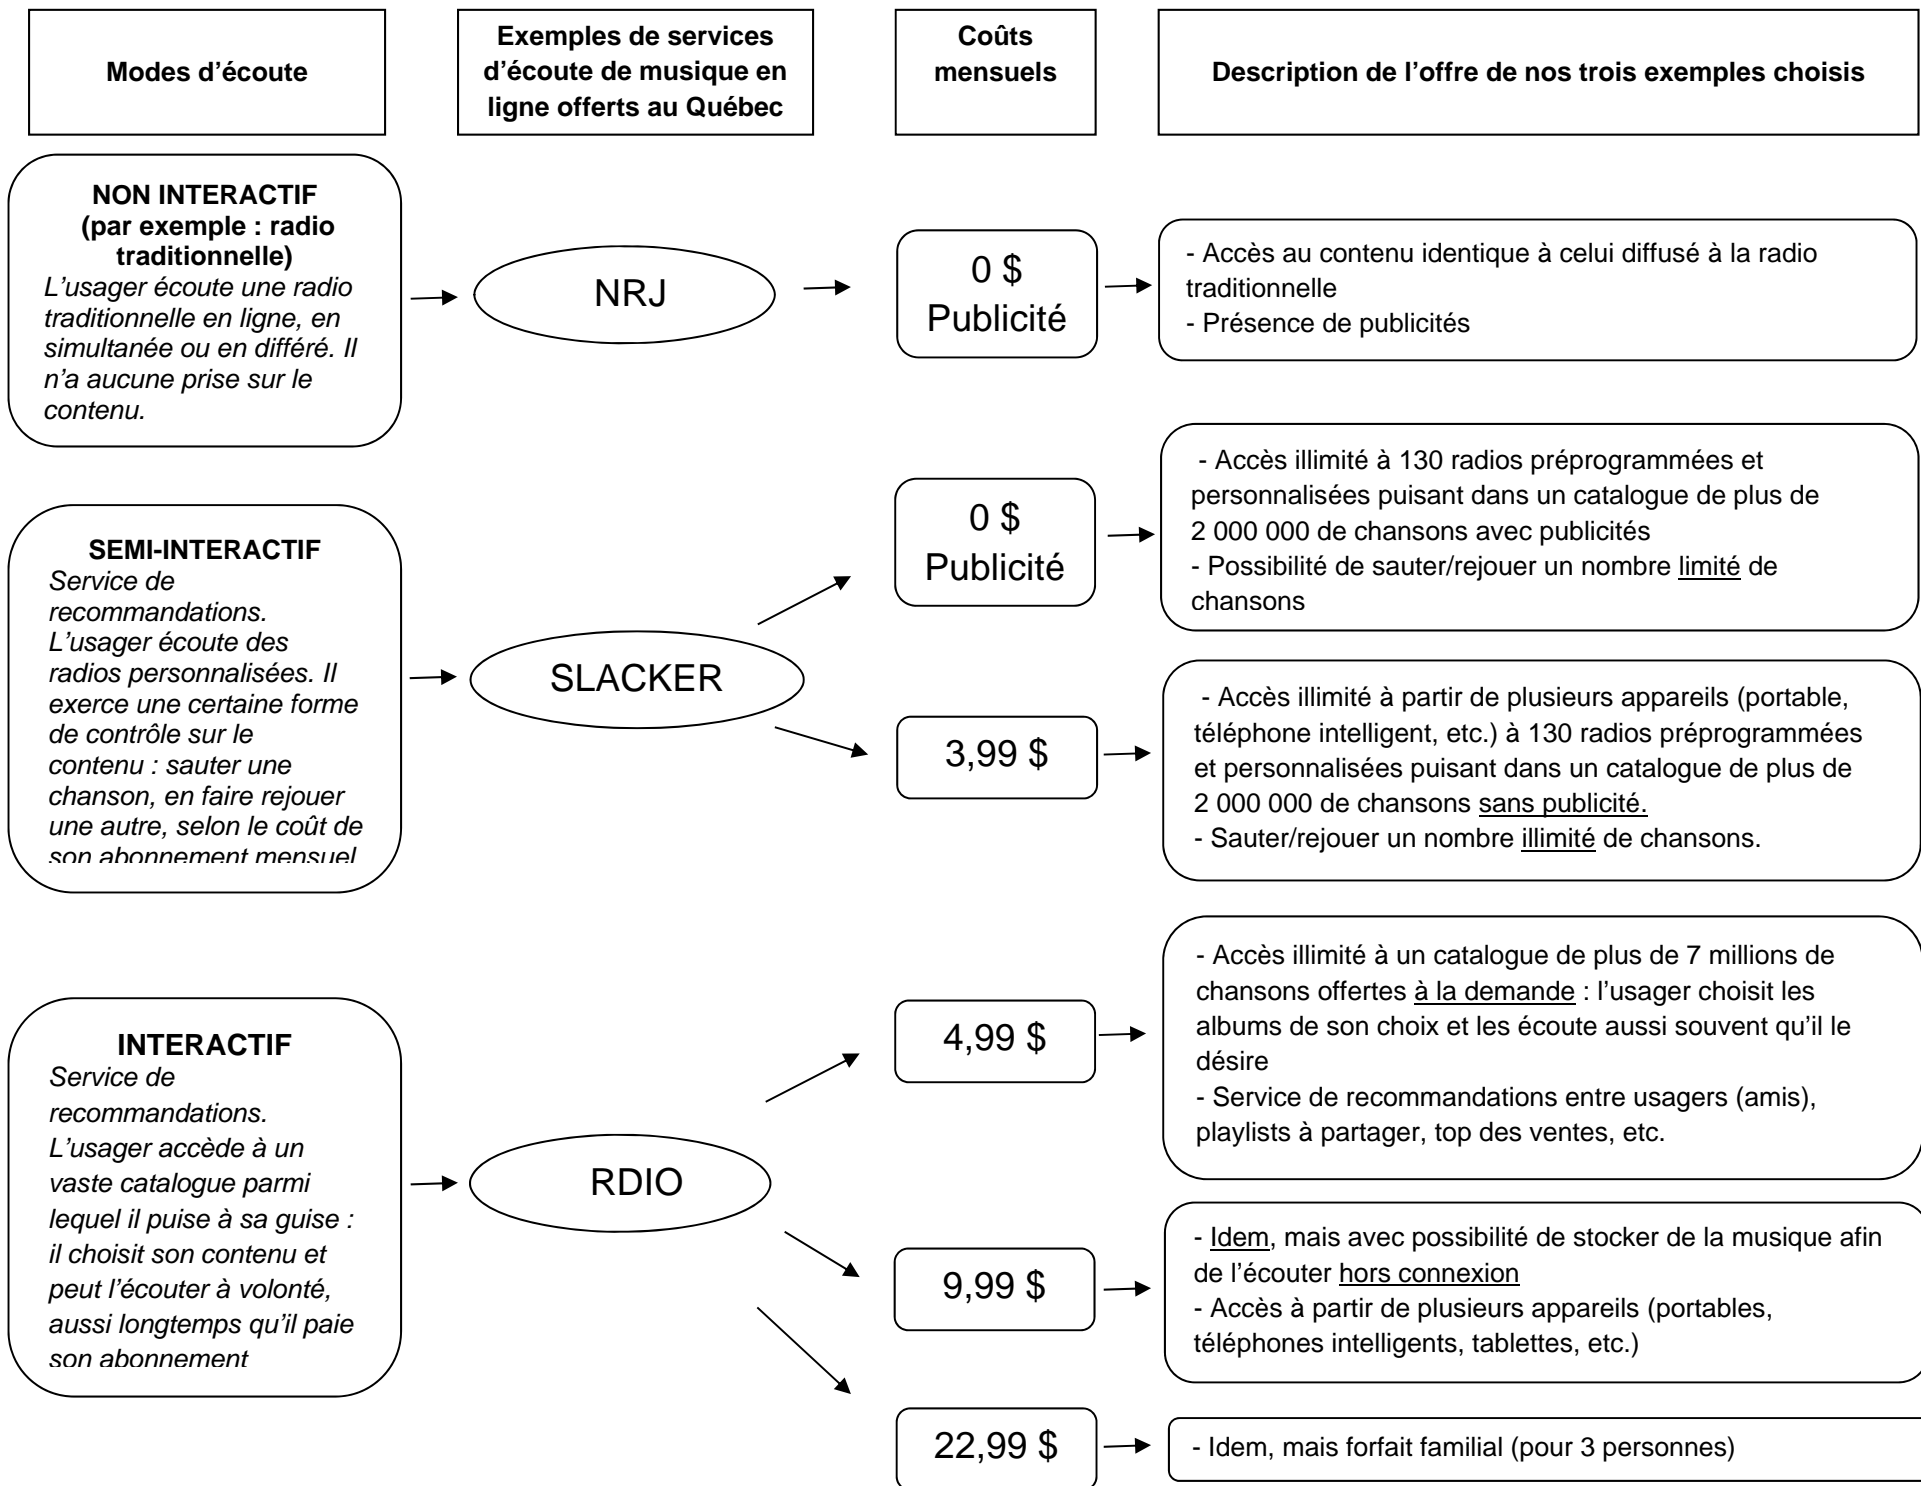 Modes d'écoute
Exemples de services
d'écoute de musique en
ligne offerts au Québec
Coûts
mensuels
Description de l'offre de nos trois exemples choisis
NON INTERACTIF
(par exemple : radio
traditionnelle)
L'usager écoute une radio
traditionnelle en ligne, en
simultanée ou en différé. Il
n'a aucune prise sur le
contenu.
NRJ
0 $
Publicité
- Accès au contenu identique à celui diffusé à la radio
traditionnelle
- Présence de publicités
SEMI-INTERACTIF
Service de
recommandations.
L'usager écoute des
radios personnalisées. Il
exerce une certaine forme
de contrôle sur le
contenu : sauter une
chanson, en faire rejouer
une autre, selon le coût de
son abonnement mensuel
SLACKER
0 $
Publicité
- Accès illimité à 130 radios préprogrammées et
personnalisées puisant dans un catalogue de plus de
2 000 000 de chansons avec publicités
- Possibilité de sauter/rejouer un nombre limité de
chansons
3,99 $
- Accès illimité à partir de plusieurs appareils (portable,
téléphone intelligent, etc.) à 130 radios préprogrammées
et personnalisées puisant dans un catalogue de plus de
2 000 000 de chansons sans publicité.
- Sauter/rejouer un nombre illimité de chansons.
INTERACTIF
Service de
recommandations.
L'usager accède à un
vaste catalogue parmi
lequel il puise à sa guise :
il choisit son contenu et
peut l'écouter à volonté,
aussi longtemps qu'il paie
son abonnement
RDIO
4,99 $
- Accès illimité à un catalogue de plus de 7 millions de
chansons offertes à la demande : l'usager choisit les
albums de son choix et les écoute aussi souvent qu'il le
désire
- Service de recommandations entre usagers (amis),
playlists à partager, top des ventes, etc.
9,99 $
- Idem, mais avec possibilité de stocker de la musique afin
de l'écouter hors connexion
- Accès à partir de plusieurs appareils (portables,
téléphones intelligents, tablettes, etc.)
22,99 $
- Idem, mais forfait familial (pour 3 personnes)